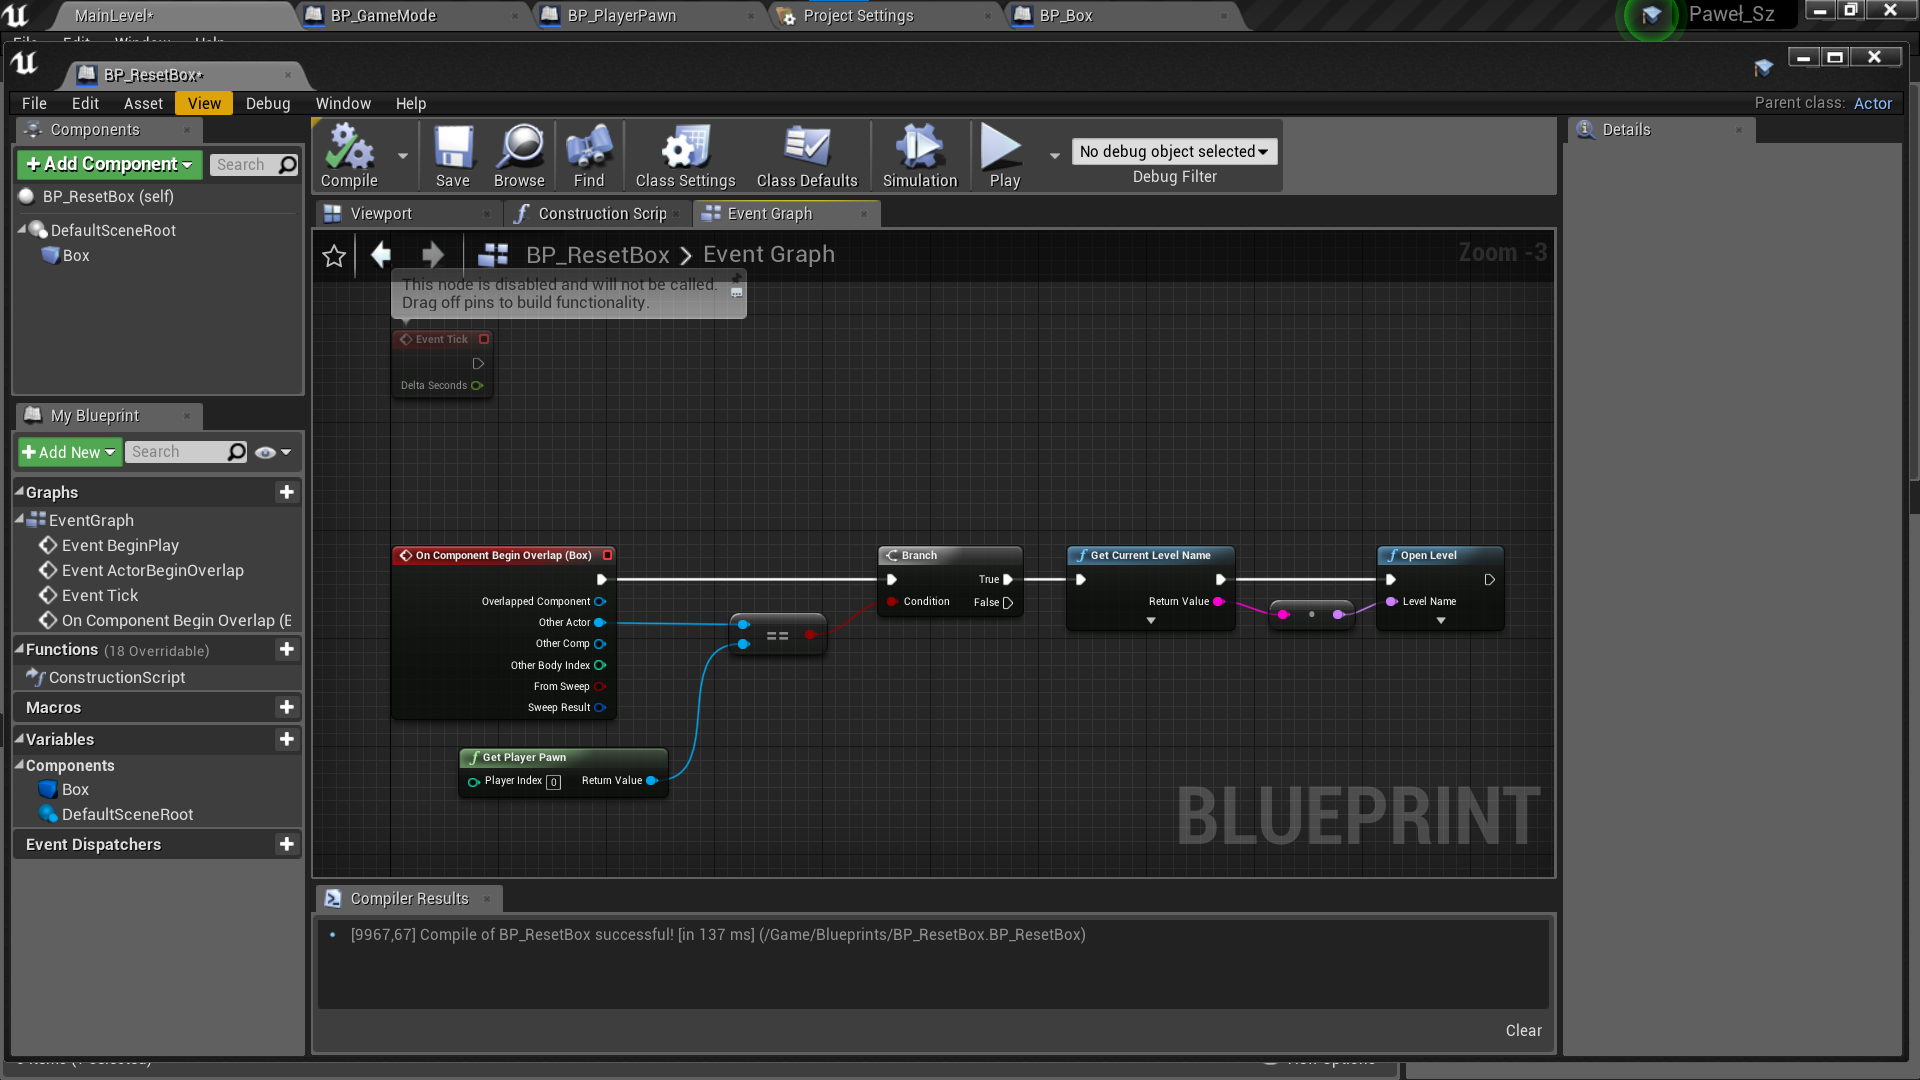 MainLevel*
BP_GameMode
BP_PlayerPawn
Project Settings
BP_Box
Paweł_Sz
File Edit Window Help
BP_ResetBox*
File Edit Asset View Debug Window Help
Parent class: Actor
Components
+ Add Component
Search
BP_ResetBox (self)
DefaultSceneRoot
Box
My Blueprint
+ Add New
Search
Graphs
EventGraph
Event BeginPlay
Event ActorBeginOverlap
Event Tick
On Component Begin Overlap (E
Functions (18 Overridable)
ConstructionScript
Macros
Variables
Components
Box
DefaultSceneRoot
Event Dispatchers
Compile
Save
Browse
Find
Class Settings
Class Defaults
Simulation
Play
No debug object selected
Debug Filter
Viewport
Construction Scrip
Event Graph
BP_ResetBox > Event Graph
Zoom -3
This node is disabled and will not be called.
Drag off pins to build functionality.
Event Tick
Delta Seconds
On Component Begin Overlap (Box)
Overlapped Component
Other Actor
Other Comp
Other Body Index
From Sweep
Sweep Result
Get Player Pawn
Player Index 0 Return Value
==
Branch
True
Condition False
Get Current Level Name
Return Value
Open Level
Level Name
BLUEPRINT
Compiler Results
[9967,67] Compile of BP_ResetBox successful! [in 137 ms] (/Game/Blueprints/BP_ResetBox.BP_ResetBox)
Clear
Details